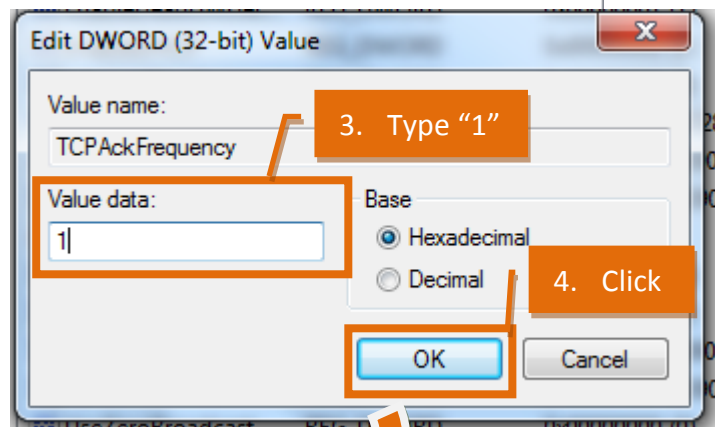 Edit DWORD (32-bit) Value
Value name:
3. Type “1”
TCPAckFrequency
Value data:
Base
1
Hexadecimal
Decimal
4. Click
OK
Cancel